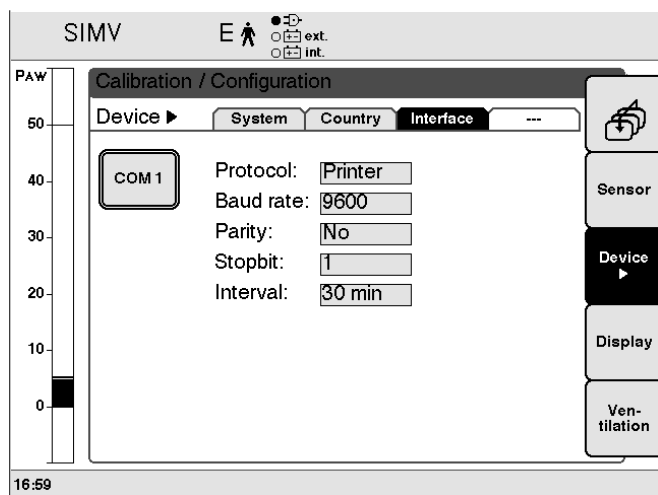 SIMV
E
ext.
int.
PAW
Calibration / Configuration
Device ▶
System
Country
Interface
---
50
40
30
20
10
0
COM 1
Protocol: Printer
Baud rate: 9600
Parity: No
Stopbit: 1
Interval: 30 min
Sensor
Device
▶
Display
Ven-
tilation
16:59